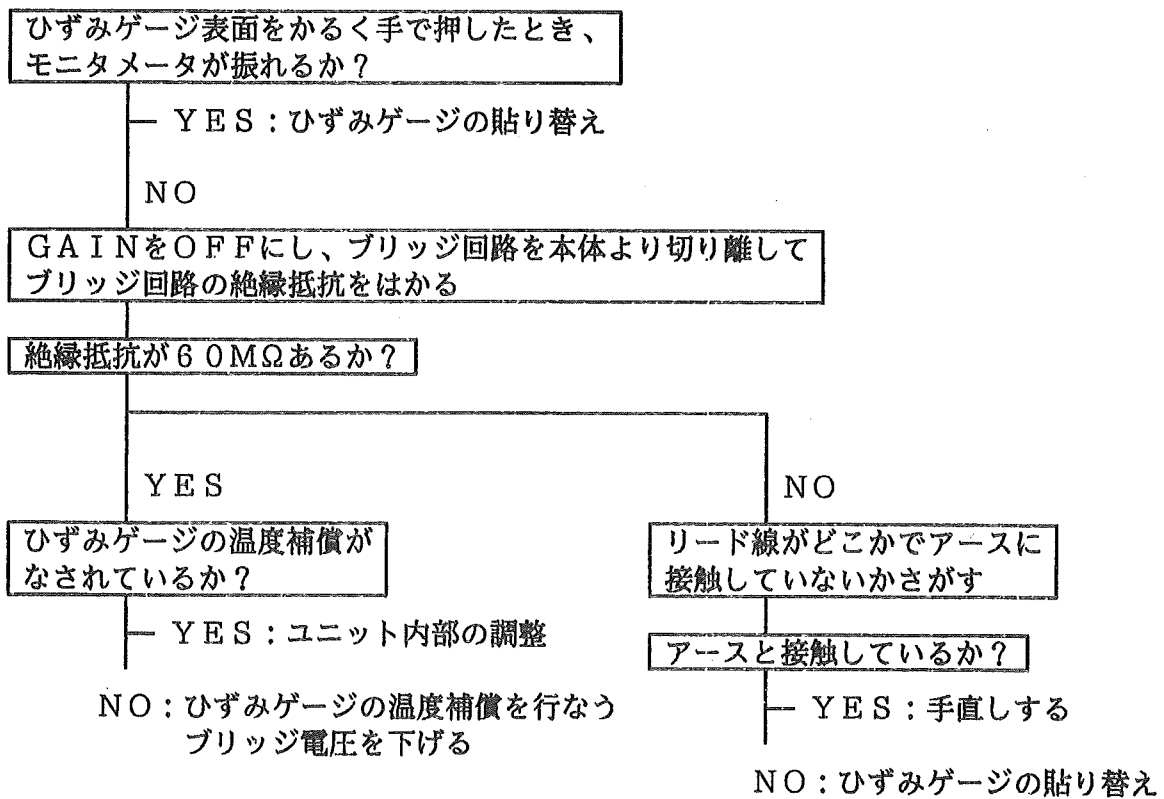 ひずみゲージ表面をかるく手で押したとき、
モニタメータが振れるか？
ＹＥＳ：ひずみゲージの貼り替え
ＮＯ
ＧＡＩＮをＯＦＦにし、ブリッジ回路を本体より切り離して
ブリッジ回路の絶縁抵抗をはかる
絶縁抵抗が６０ＭΩあるか？
ＹＥＳ
ＮＯ
ひずみゲージの温度補償が
なされているか？
ＹＥＳ：ユニット内部の調整
ＮＯ：ひずみゲージの温度補償を行なう
ブリッジ電圧を下げる
リード線がどこかでアースに
接触していないかさがす
アースと接触しているか？
ＹＥＳ：手直しする
ＮＯ：ひずみゲージの貼り替え